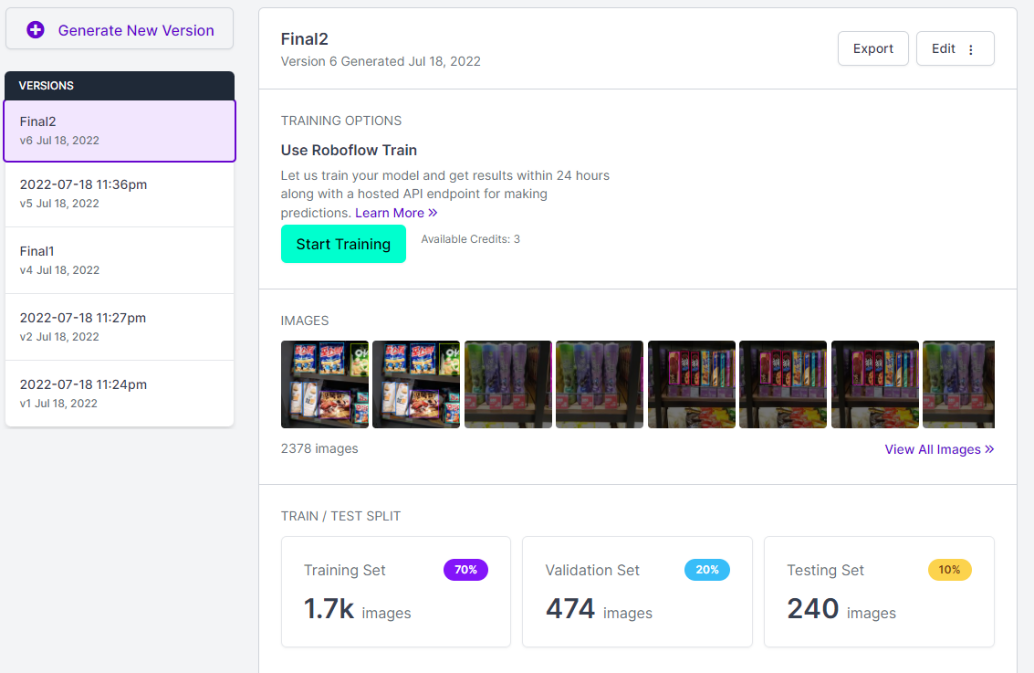 Generate New Version
VERSIONS
Final2
v6 Jul 18, 2022
2022-07-18 11:36pm
v5 Jul 18, 2022
Final1
v4 Jul 18, 2022
2022-07-18 11:27pm
v2 Jul 18, 2022
2022-07-18 11:24pm
v1 Jul 18, 2022
Final2
Version 6 Generated Jul 18, 2022
Export
Edit
TRAINING OPTIONS
Use Roboflow Train
Let us train your model and get results within 24 hours
along with a hosted API endpoint for making
predictions. Learn More »
Start Training
Available Credits: 3
IMAGES
2378 images
View All Images »
TRAIN / TEST SPLIT
Training Set
70%
1.7k images
Validation Set
20%
474 images
Testing Set
10%
240 images